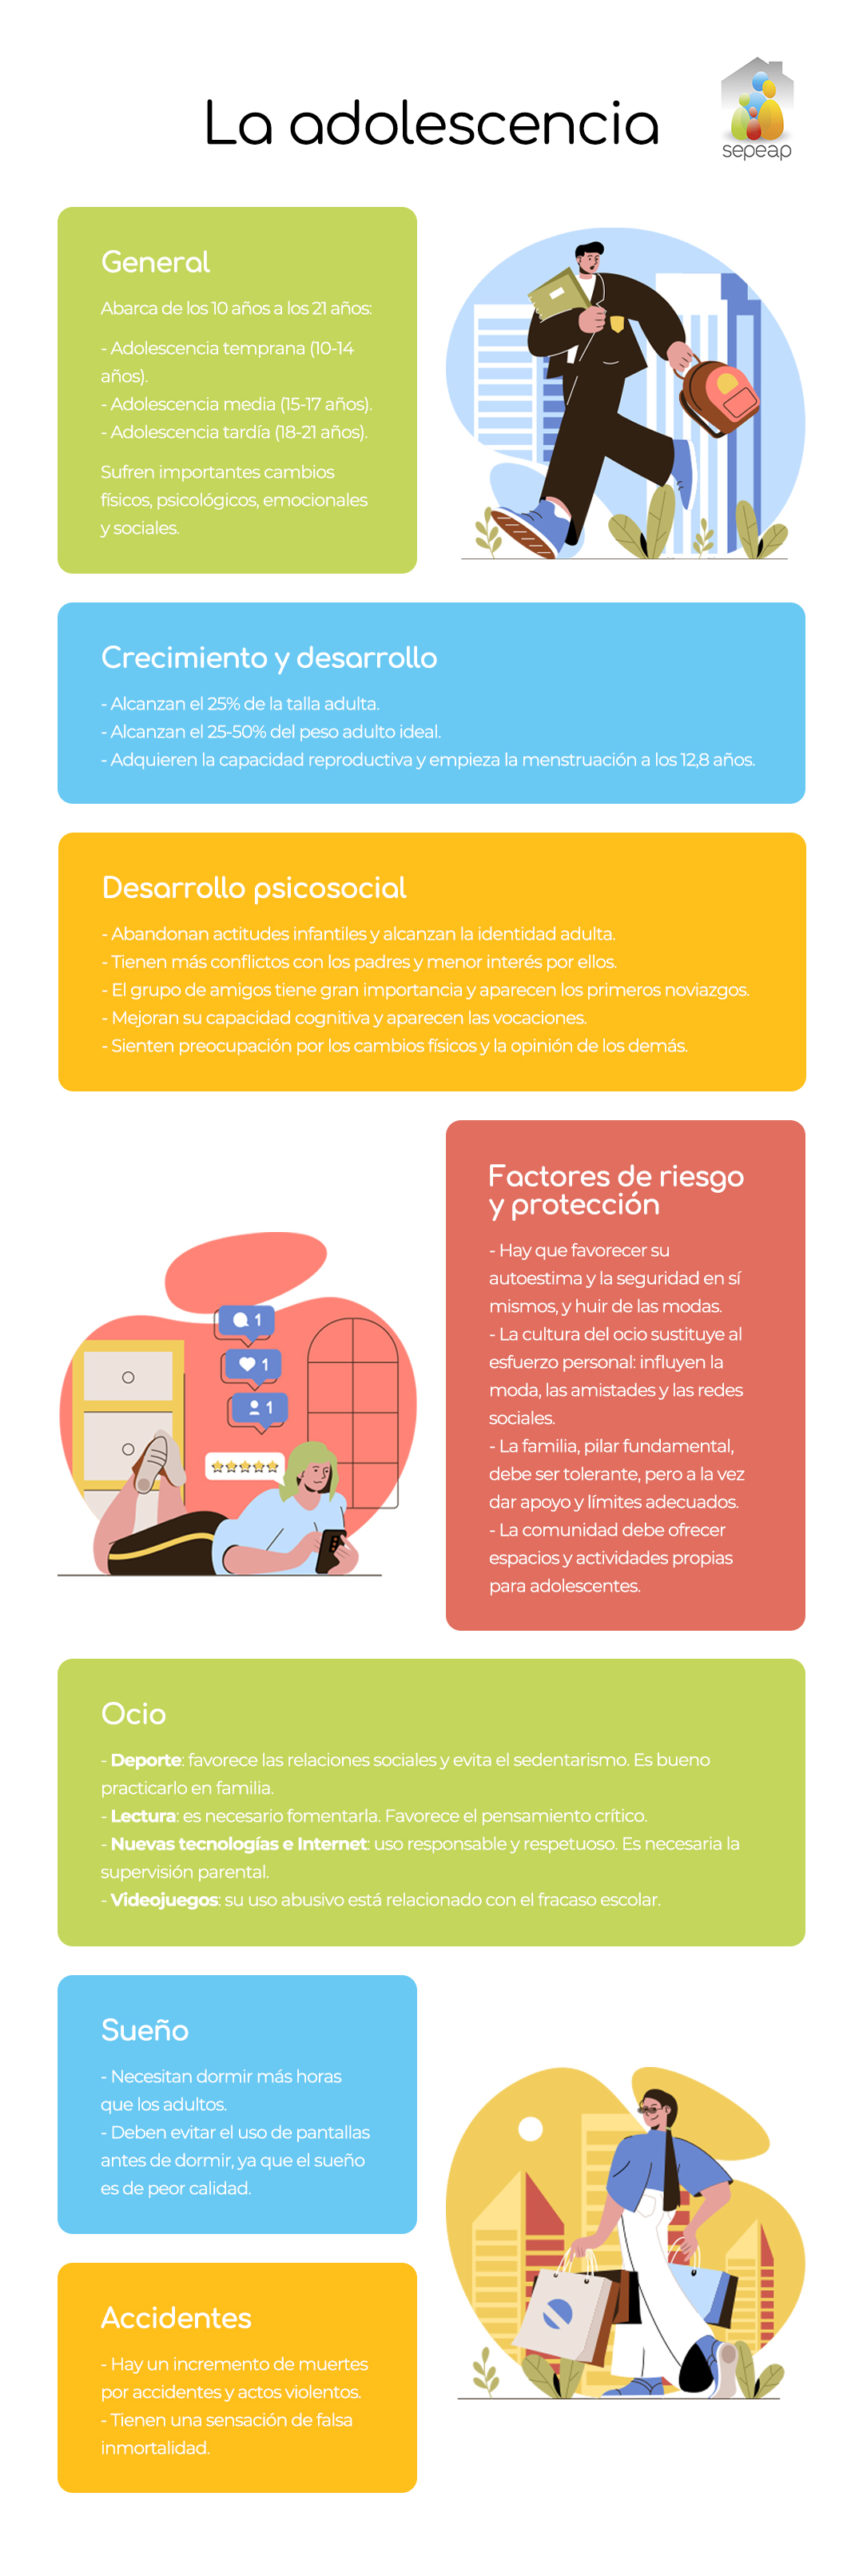 La adolescencia
sepeap
General
Abarca de los 10 años a los 21 años:
- Adolescencia temprana (10-14
años).
- Adolescencia media (15-17 años).
- Adolescencia tardía (18-21 años).
Sufren importantes cambios
físicos, psicológicos, emocionales
y sociales.
Crecimiento y desarrollo
- Alcanzan el 25% de la talla adulta.
- Alcanzan el 25-50% del peso adulto ideal.
- Adquieren la capacidad reproductiva y empieza la menstruación a los 12,8 años.
Desarrollo psicosocial
- Abandonan actitudes infantiles y alcanzan la identidad adulta.
- Tienen más conflictos con los padres y menor interés por ellos.
- El grupo de amigos tiene gran importancia y aparecen los primeros noviazgos.
- Mejoran su capacidad cognitiva y aparecen las vocaciones.
- Sienten preocupación por los cambios físicos y la opinión de los demás.
1
1
1
Factores de riesgo
y protección
- Hay que favorecer su
autoestima y la seguridad en sí
mismos, y huir de las modas.
- La cultura del ocio sustituye al
esfuerzo personal: influyen la
moda, las amistades y las redes
sociales.
- La familia, pilar fundamental,
debe ser tolerante, pero a la vez
dar apoyo y límites adecuados.
- La comunidad debe ofrecer
espacios y actividades propias
para adolescentes.
Ocio
- Deporte: favorece las relaciones sociales y evita el sedentarismo. Es bueno
practicarlo en familia.
- Lectura: es necesario fomentarla. Favorece el pensamiento crítico.
- Nuevas tecnologías e Internet: uso responsable y respetuoso. Es necesaria la
supervisión parental.
- Videojuegos: su uso abusivo está relacionado con el fracaso escolar.
Sueño
- Necesitan dormir más horas
que los adultos.
- Deben evitar el uso de pantallas
antes de dormir, ya que el sueño
es de peor calidad.
Accidentes
- Hay un incremento de muertes
por accidentes y actos violentos.
- Tienen una sensación de falsa
inmortalidad.